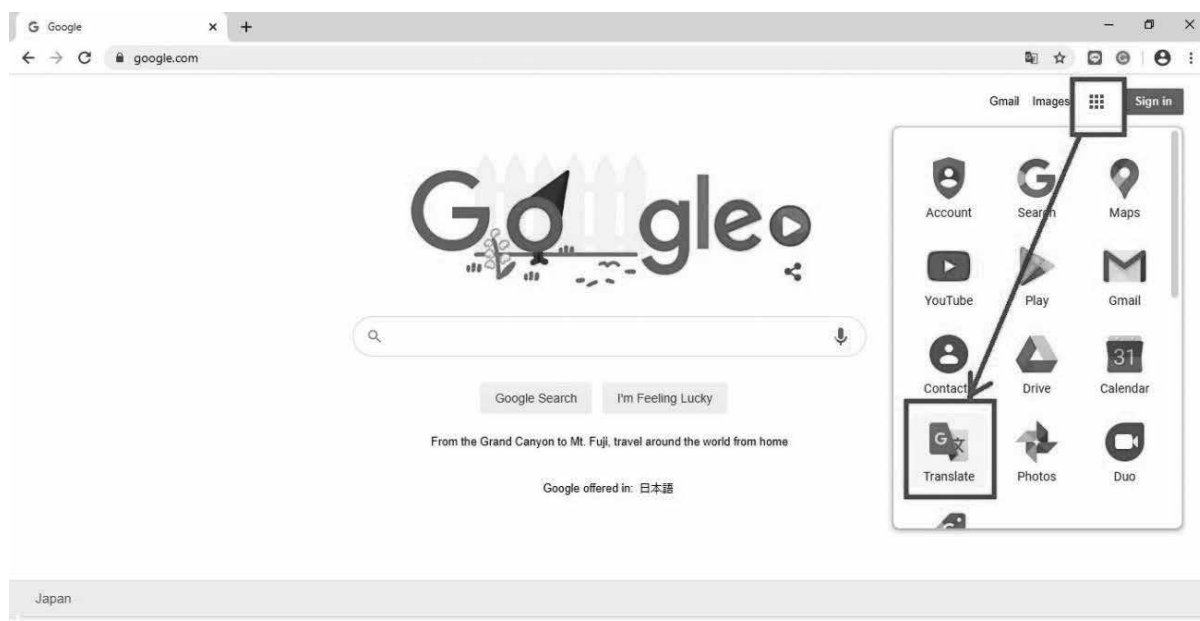 G Google
google.com
Gmail Images Sign in
Google
Account Search Maps
YouTube Play Gmail
Contacts Drive Calendar
31
G 文
Translate Photos Duo
Google Search I'm Feeling Lucky
From the Grand Canyon to Mt. Fuji, travel around the world from home
Google offered in: 日本語
Japan